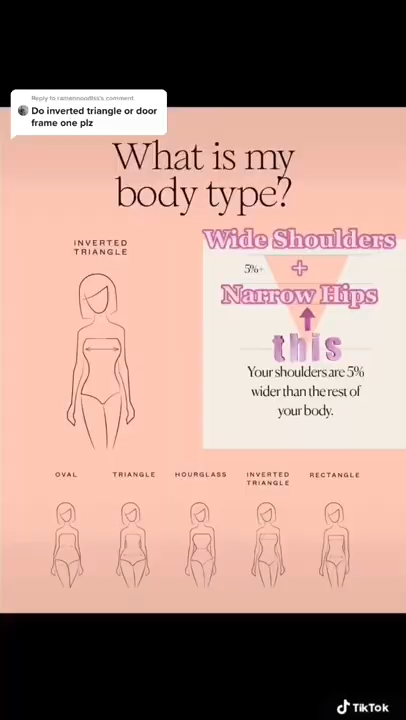 Reply to ramennoodlss's comment
Do inverted triangle or door
frame one plz
What is my
body type?
INVERTED
TRIANGLE
Wide Shoulders
5%+
+
Narrow Hips
this
Your shoulders are 5%
wider than the rest of
your body.
OVAL
TRIANGLE
HOURGLASS
INVERTED
TRIANGLE
RECTANGLE
TikTok